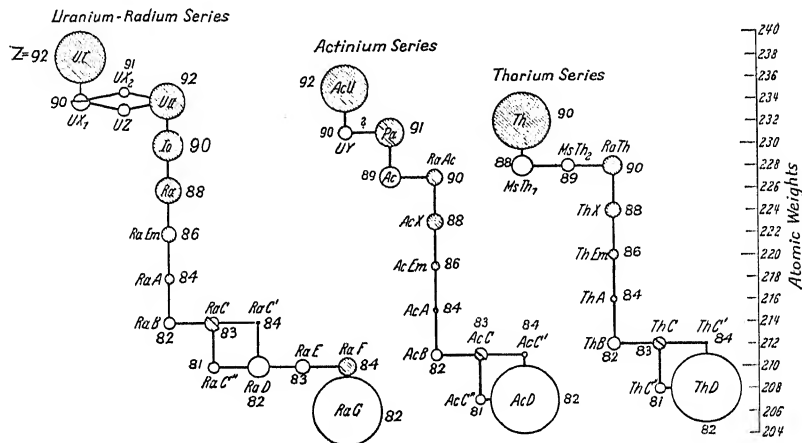 Uranium-Radium Series
Z=92 UI
91
UX2
92
90
UX1
UZ
UII
Io 90
Ra 88
RaEm 86
RaA 84
RaB
82
RaC
83
RaC' 84
81
RaC"
RaD
82
RaE
83
RaF
84
RaG 82
Actinium Series
92 AcU
90
UY
?
Pa 91
89 Ac
RaAc
90
AcX 88
AcEm 86
AcA 84
AcB
82
83
AcC
84
AcC'
AcC"
81
AcD 82
Thorium Series
Th 90
88
MsTh1
MsTh2
89
RaTh
90
ThX 88
ThEm 86
ThA 84
ThB
82
ThC
83
ThC'
84
ThC"
81
ThD
82
240
238
236
234
232
230
228
226
224
222
220
218
216
214
212
210
208
206
204
Atomic Weights